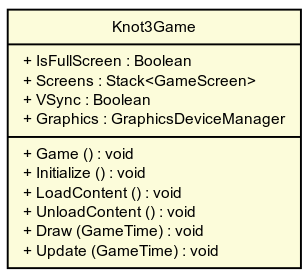 Knot3Game
+ IsFullScreen : Boolean
+ Screens : Stack<GameScreen>
+ VSync : Boolean
+ Graphics : GraphicsDeviceManager
+ Game () : void
+ Initialize () : void
+ LoadContent () : void
+ UnloadContent () : void
+ Draw (GameTime) : void
+ Update (GameTime) : void